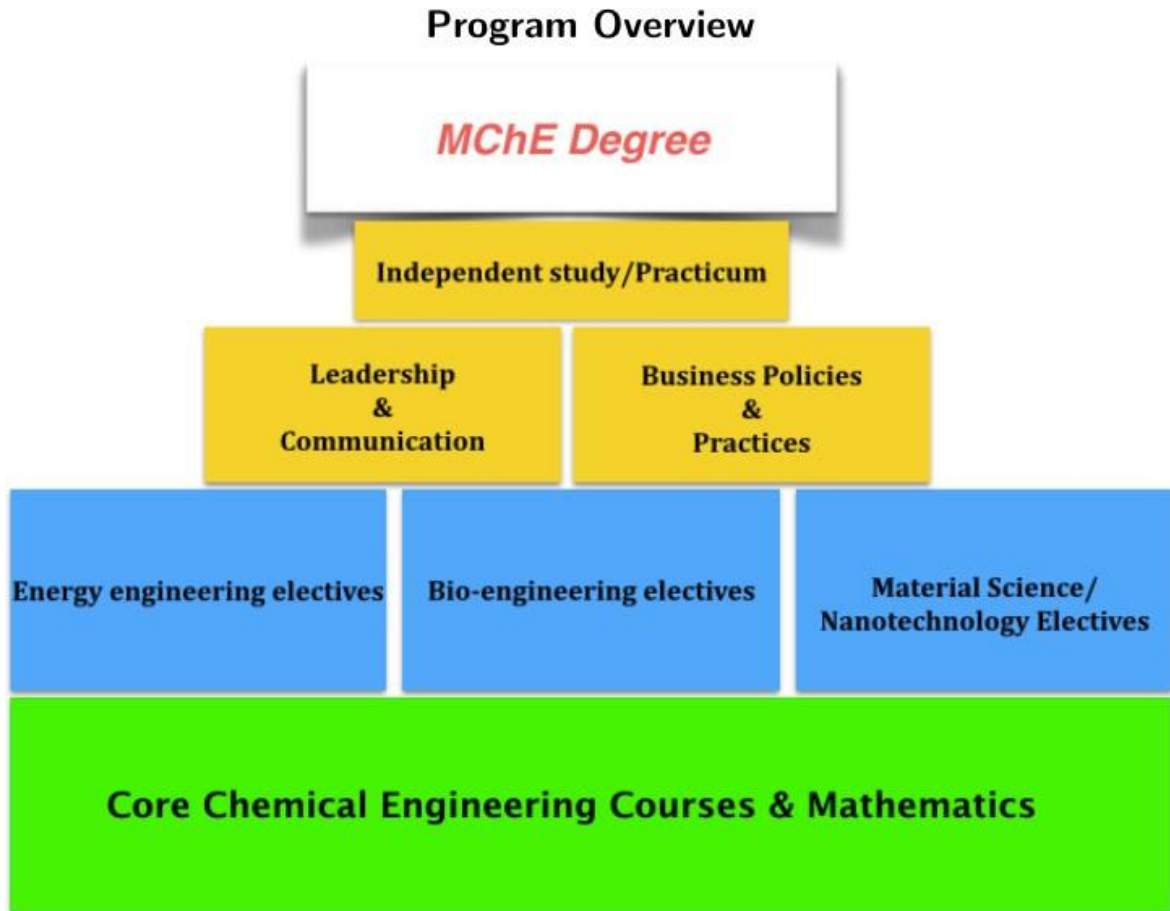 Program Overview
MChE Degree
Independent study/Practicum
Leadership
&
Communication
Business Policies
&
Practices
Energy engineering electives
Bio-engineering electives
Material Science/
Nanotechnology Electives
Core Chemical Engineering Courses & Mathematics